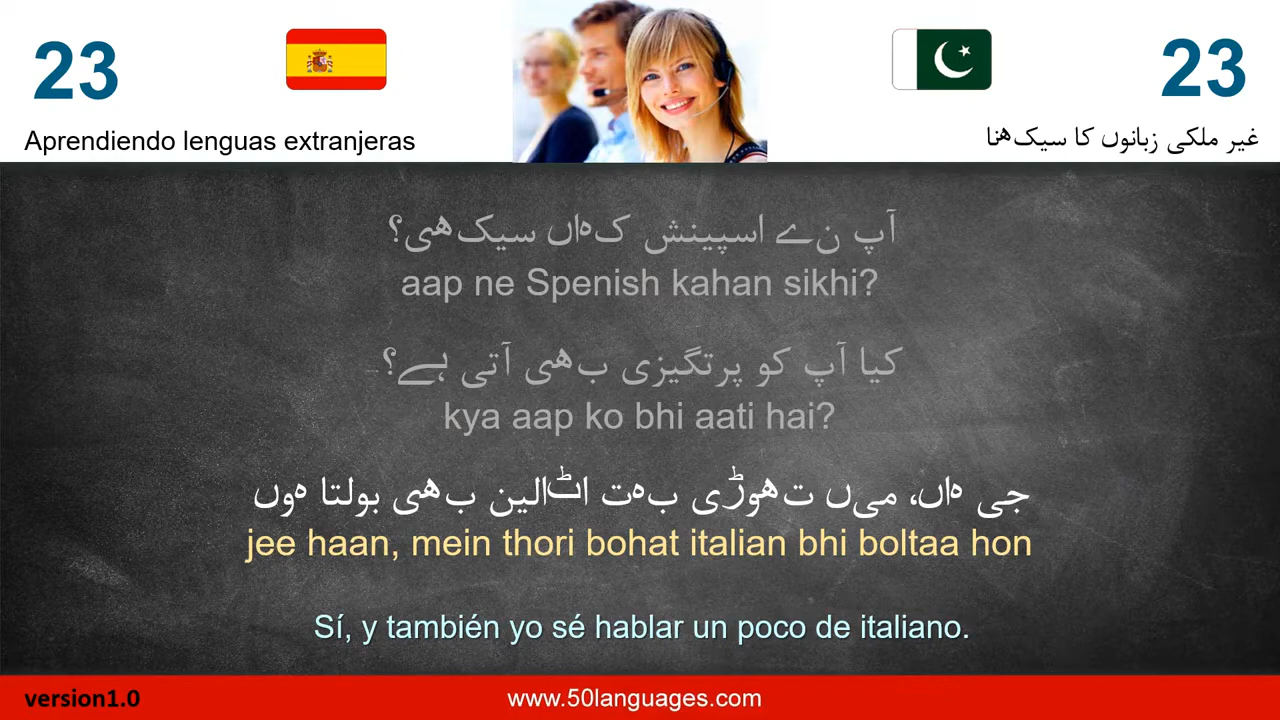 23
23
Aprendiendo lenguas extranjeras
غیر ملکی زبانوں کا سیکھنا
آپ نے اسپینش کہاں سیکھی؟
aap ne Spenish kahan sikhi?
کیا آپ کو پرتگیزی بھی آتی ہے؟
kya aap ko bhi aati hai?
جی ہاں، میں تھوڑی بہت اٹالین بھی بولتا ہوں
jee haan, mein thori bohat italian bhi boltaa hon
Sí, y también yo sé hablar un poco de italiano.
version1.0
www.50languages.com